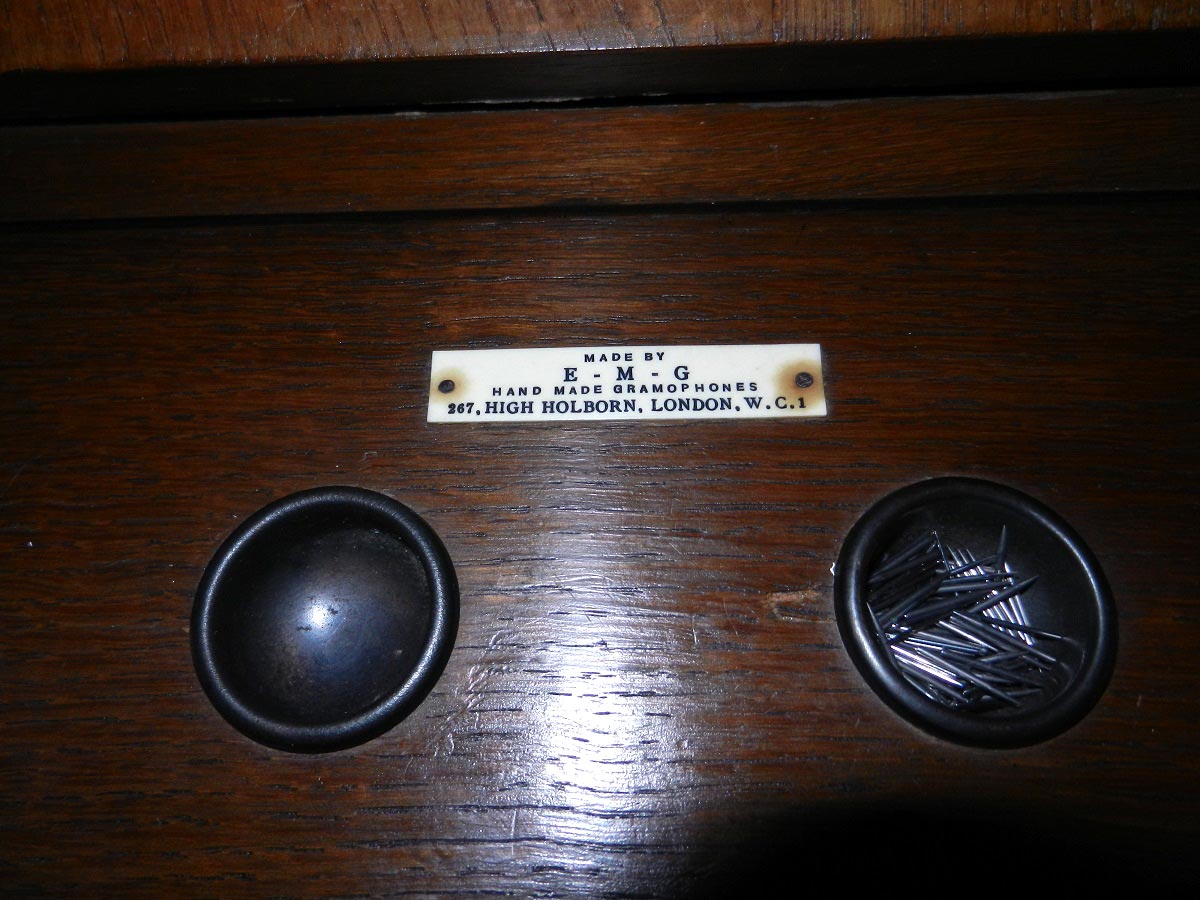 MADE BY
E - M - G
HAND MADE GRAMOPHONES
267, HIGH HOLBORN, LONDON, W.C.1